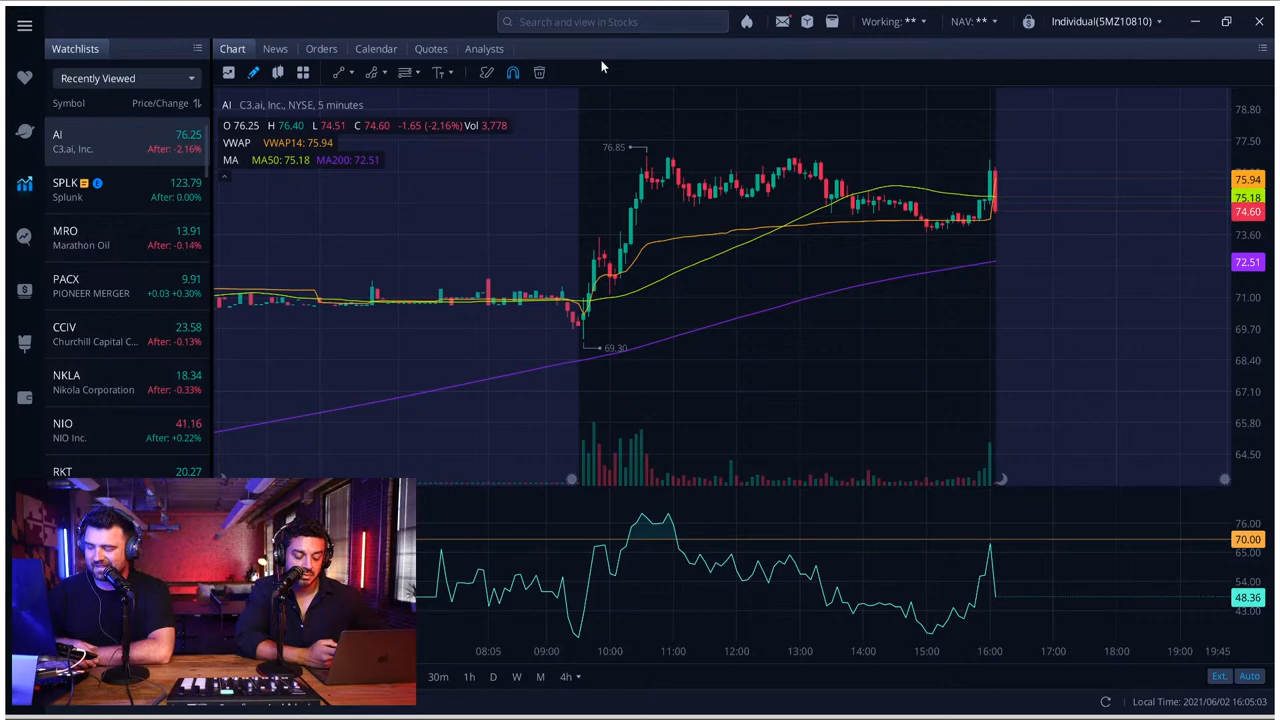 Search and view in Stocks
Working: **
NAV: **
Individual(5MZ10810)
Watchlists
Chart News Orders Calendar Quotes Analysts
Recently Viewed
Symbol Price/Change
AI 76.25
C3.ai, Inc. After: -2.16%
SPLK 123.79
Splunk After: 0.00%
MRO 13.91
Marathon Oil After: -0.14%
PACX 9.91
PIONEER MERGER +0.03 +0.30%
CCIV 23.58
Churchill Capital C... After: -0.13%
NKLA 18.34
Nikola Corporation After: -0.33%
NIO 41.16
NIO Inc. After: +0.22%
RKT 20.27
AI C3.ai, Inc., NYSE, 5 minutes
O 76.25 H 76.40 L 74.51 C 74.60 -1.65 (-2.16%) Vol 3,778
VWAP VWAP14: 75.94
MA MA50: 75.18 MA200: 72.51
76.85
69.30
78.80
77.50
75.94
75.18
74.60
73.60
72.51
71.00
69.70
68.40
67.10
65.80
64.50
76.00
70.00
65.00
54.00
48.36
43.00
08:05 09:00 10:00 11:00 12:00 13:00 14:00 15:00 16:00 17:00 18:00 19:00 19:45
30m 1h D W M 4h
Ext. Auto
Local Time: 2021/06/02 16:05:03